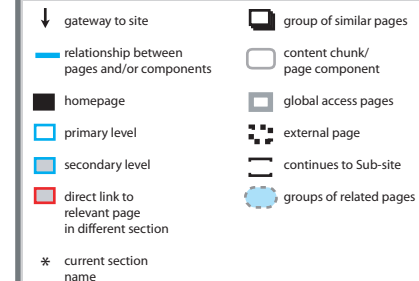 gateway to site
relationship between
pages and/or components
homepage
primary level
secondary level
direct link to
relevant page
in different section
* current section
name
group of similar pages
content chunk/
page component
global access pages
external page
continues to Sub-site
groups of related pages